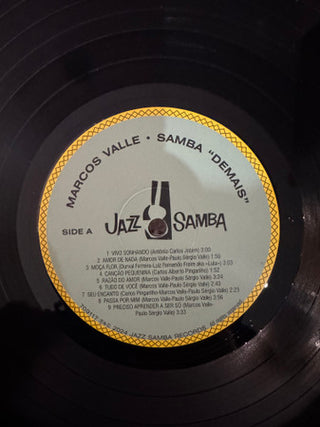 MARCOS VALLE • SAMBA "DEMAIS"
SIDE A
JAZZ SAMBA
1 VIVO SONHANDO (Antônio Carlos Jobim) 3:00
2 AMOR DE NADA (Marcos Valle-Paulo Sérgio Valle) 1:55
3 MOÇA FLOR (Durval Ferreira-Luiz Fernando Freire aka «Lula») 3:03
4 CANÇÃO PEQUENINA (Carlos Alberto Pingarilho) 1:52
5 RAZÃO DO AMOR (Marcos Valle-Paulo Sérgio Valle) 3:24
6 TUDO DE VOCÊ (Marcos Valle-Paulo Sérgio Valle) 2:43
7 SEU ENCANTO (Carlos Pingarilho-Marcos Valle-Paulo Sérgio Valle) 2:25
8 PASSA POR MIM (Marcos Valle-Paulo Sérgio Valle) 3:56
9 PRECISO APRENDER A SER SÓ (Marcos Valle-
Paulo Sérgio Valle) 3:33
2024 JAZZ SAMBA RECORDS